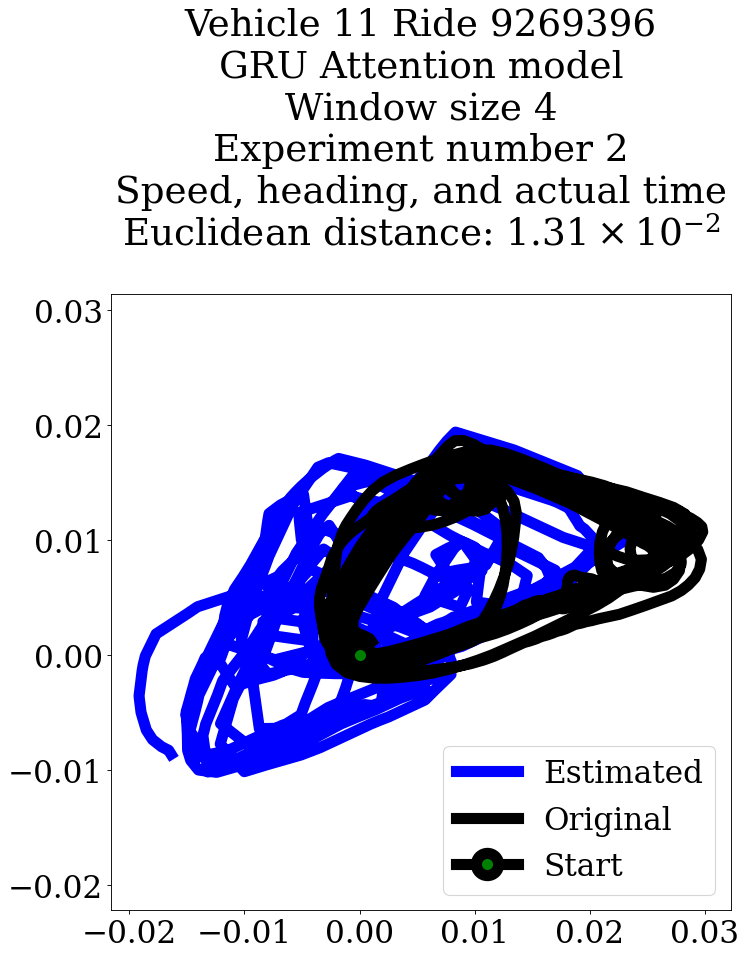 Vehicle 11 Ride 9269396
GRU Attention model
Window size 4
Experiment number 2
Speed, heading, and actual time
Euclidean distance: 1.31 × 10⁻²
0.03
0.02
0.01
0.00
−0.01
−0.02
Estimated
Original
Start
−0.02 −0.01 0.00 0.01 0.02 0.03